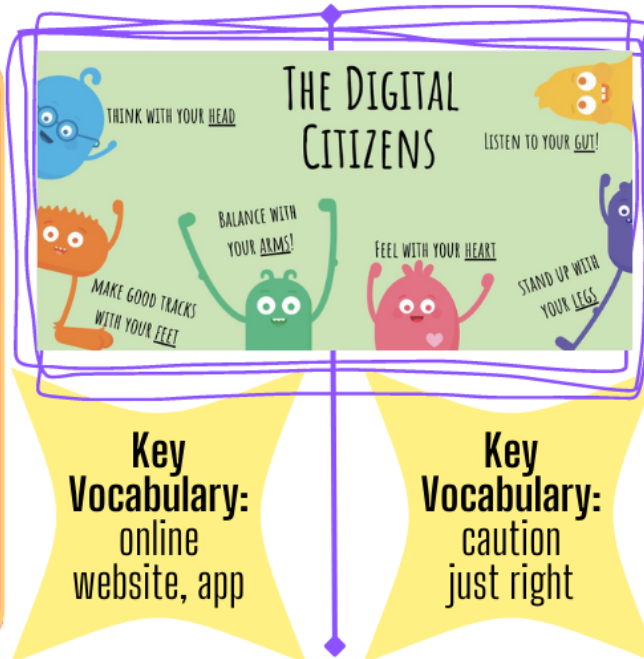 THE DIGITAL
CITIZENS
THINK WITH YOUR HEAD
LISTEN TO YOUR GUT!
BALANCE WITH
YOUR ARMS!
FEEL WITH YOUR HEART
STAND UP WITH
YOUR LEGS
MAKE GOOD TRACKS
WITH YOUR FEET
Key
Vocabulary:
online
website, app
Key
Vocabulary:
caution
just right